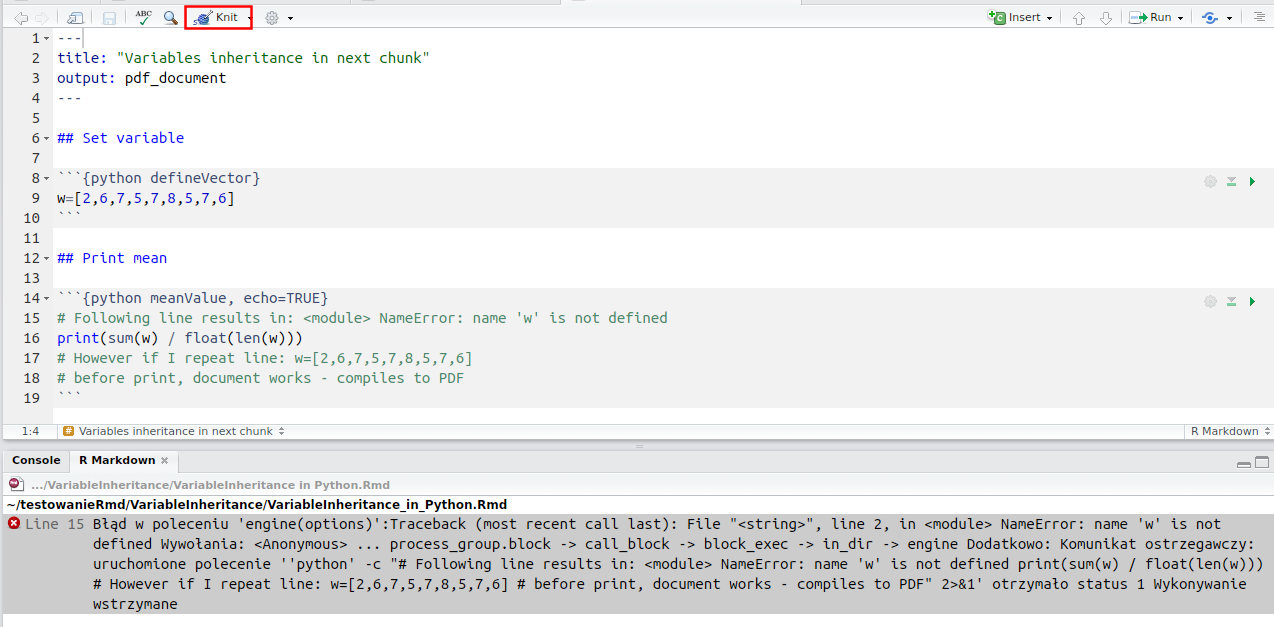 ABC Knit Insert Run
1 ---
2 title: "Variables inheritance in next chunk"
3 output: pdf_document
4 ---
5
6 ## Set variable
7
8 ```{python defineVector}
9 w=[2,6,7,5,7,8,5,7,6]
10 ```
11
12 ## Print mean
13
14 ```{python meanValue, echo=TRUE}
15 # Following line results in: <module> NameError: name 'w' is not defined
16 print(sum(w) / float(len(w)))
17 # However if I repeat line: w=[2,6,7,5,7,8,5,7,6]
18 # before print, document works - compiles to PDF
19 ```
1:4 # Variables inheritance in next chunk R Markdown
Console R Markdown
.../VariableInheritance/VariableInheritance in Python.Rmd
~/testowanieRmd/VariableInheritance/VariableInheritance_in_Python.Rmd
Line 15 Błąd w poleceniu 'engine(options)':Traceback (most recent call last): File "<string>", line 2, in <module> NameError: name 'w' is not
defined Wywołania: <Anonymous> ... process_group.block -> call_block -> block_exec -> in_dir -> engine Dodatkowo: Komunikat ostrzegawczy:
uruchomione polecenie ''python' -c "# Following line results in: <module> NameError: name 'w' is not defined print(sum(w) / float(len(w)))
# However if I repeat line: w=[2,6,7,5,7,8,5,7,6] # before print, document works - compiles to PDF" 2>&1' otrzymało status 1 Wykonywanie
wstrzymane